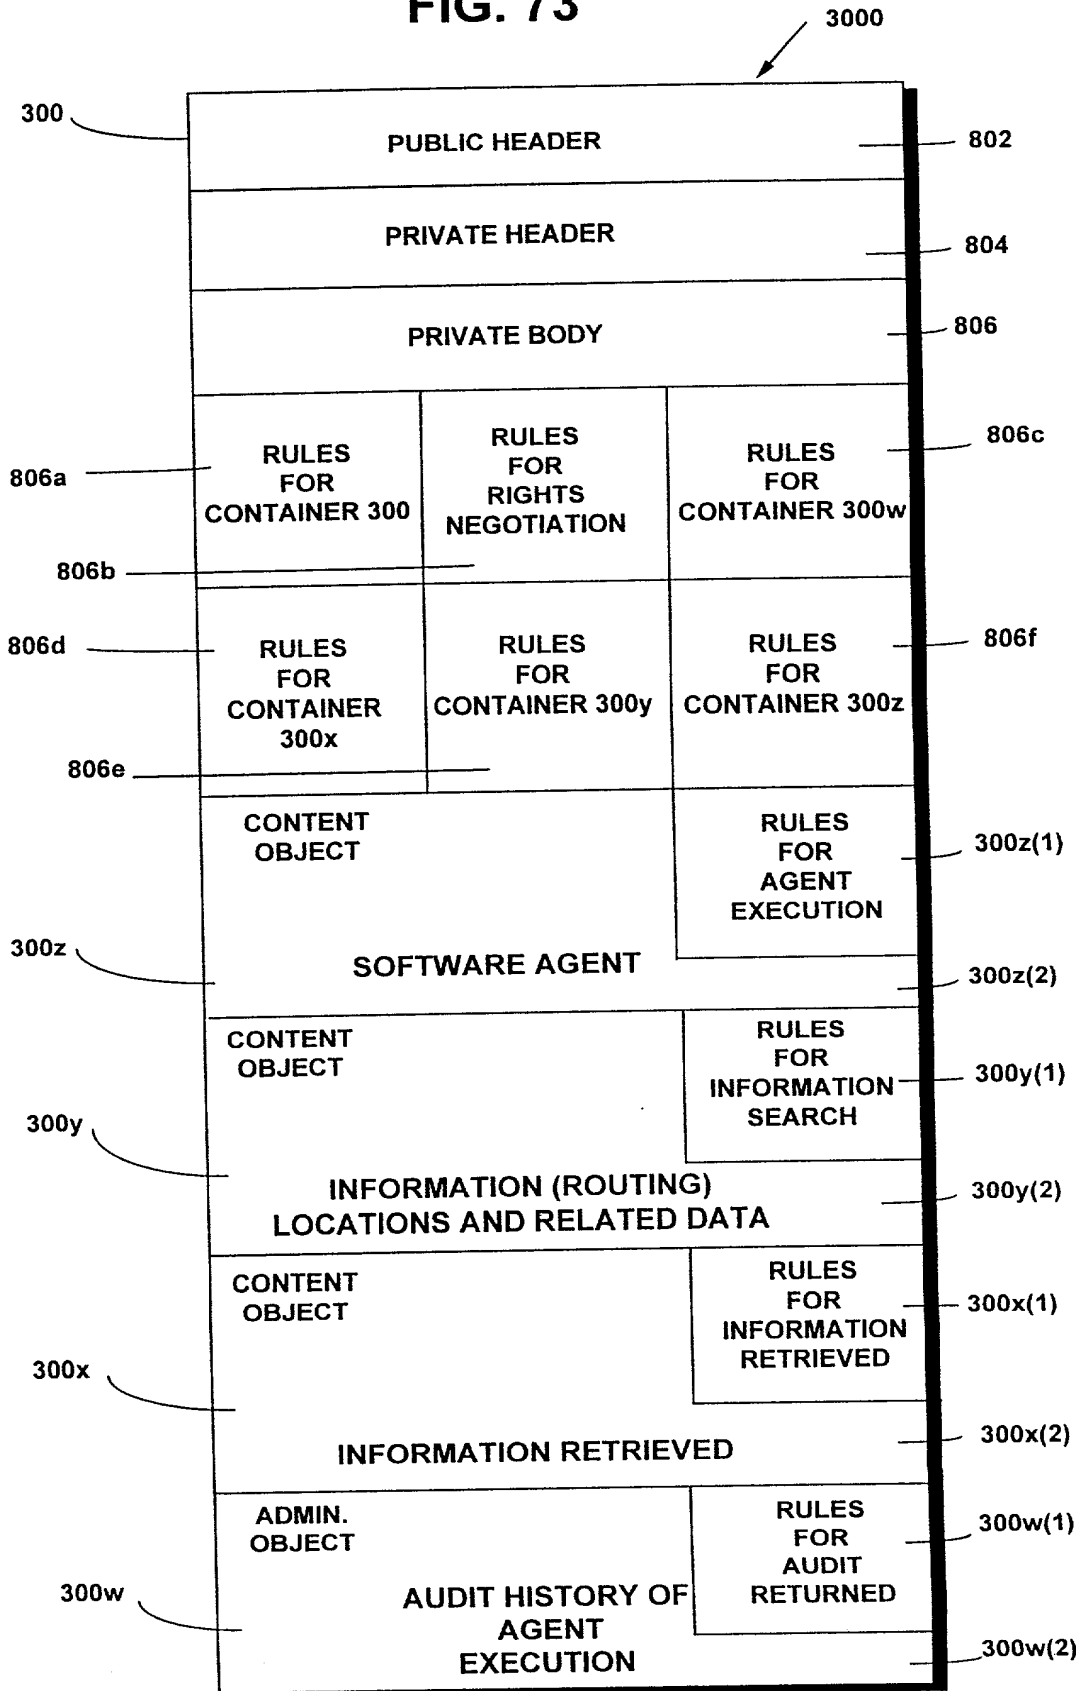 FIG. 73
3000
300
PUBLIC HEADER
802
PRIVATE HEADER
804
PRIVATE BODY
806
806a
RULES
FOR
CONTAINER 300
RULES
FOR
RIGHTS
NEGOTIATION
806b
RULES
FOR
CONTAINER 300w
806c
806d
RULES
FOR
CONTAINER
300x
RULES
FOR
CONTAINER 300y
806e
RULES
FOR
CONTAINER 300z
806f
CONTENT
OBJECT
RULES
FOR
AGENT
EXECUTION
300z(1)
300z
SOFTWARE AGENT
300z(2)
CONTENT
OBJECT
RULES
FOR
INFORMATION
SEARCH
300y(1)
300y
INFORMATION (ROUTING)
LOCATIONS AND RELATED DATA
300y(2)
CONTENT
OBJECT
RULES
FOR
INFORMATION
RETRIEVED
300x(1)
300x
INFORMATION RETRIEVED
300x(2)
ADMIN.
OBJECT
RULES
FOR
AUDIT
RETURNED
300w(1)
300w
AUDIT HISTORY OF
AGENT
EXECUTION
300w(2)